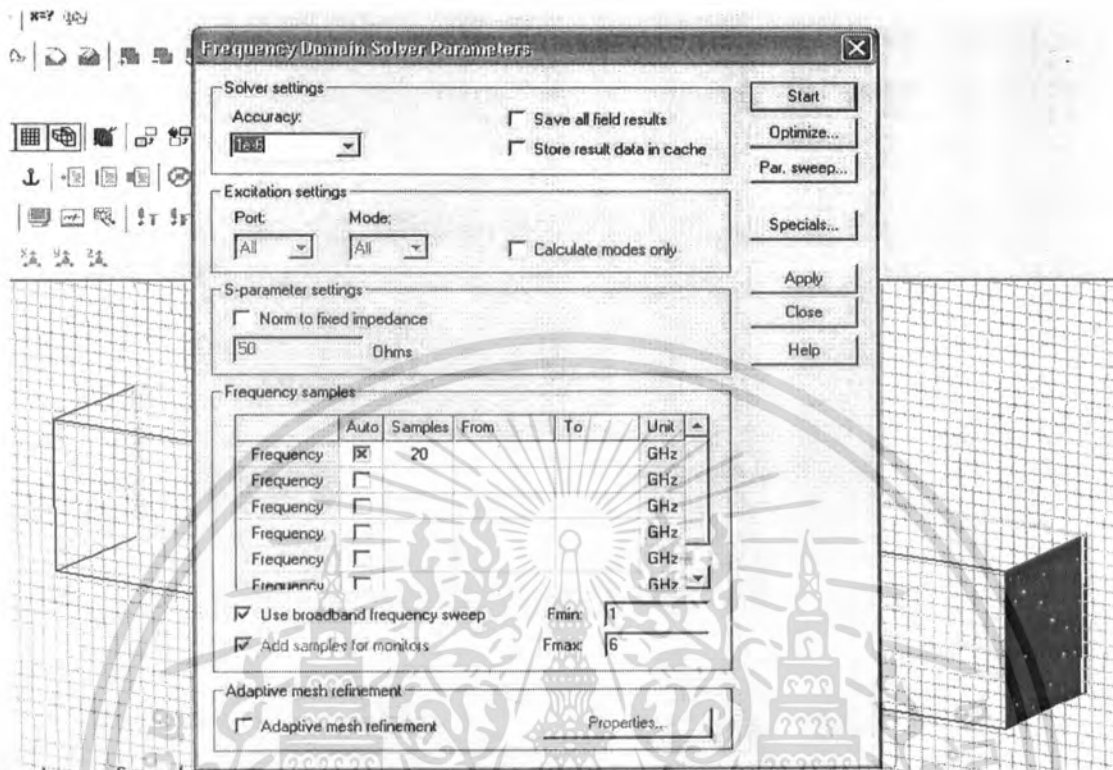 x=?
Frequency Domain Solver Parameters
Solver settings
Accuracy:
1e-6
Save all field results
Store result data in cache
Excitation settings
Port:
Mode:
All
All
Calculate modes only
S-parameter settings
Norm to fixed impedance
50
Ohms
Frequency samples
Auto Samples From To Unit
Frequency 20 GHz
Frequency GHz
Frequency GHz
Frequency GHz
Frequency GHz
Frequency GHz
Use broadband frequency sweep
Fmin: 1
Add samples for monitors
Fmax: 6
Adaptive mesh refinement
Adaptive mesh refinement
Properties...
Start
Optimize...
Par. sweep...
Specials...
Apply
Close
Help